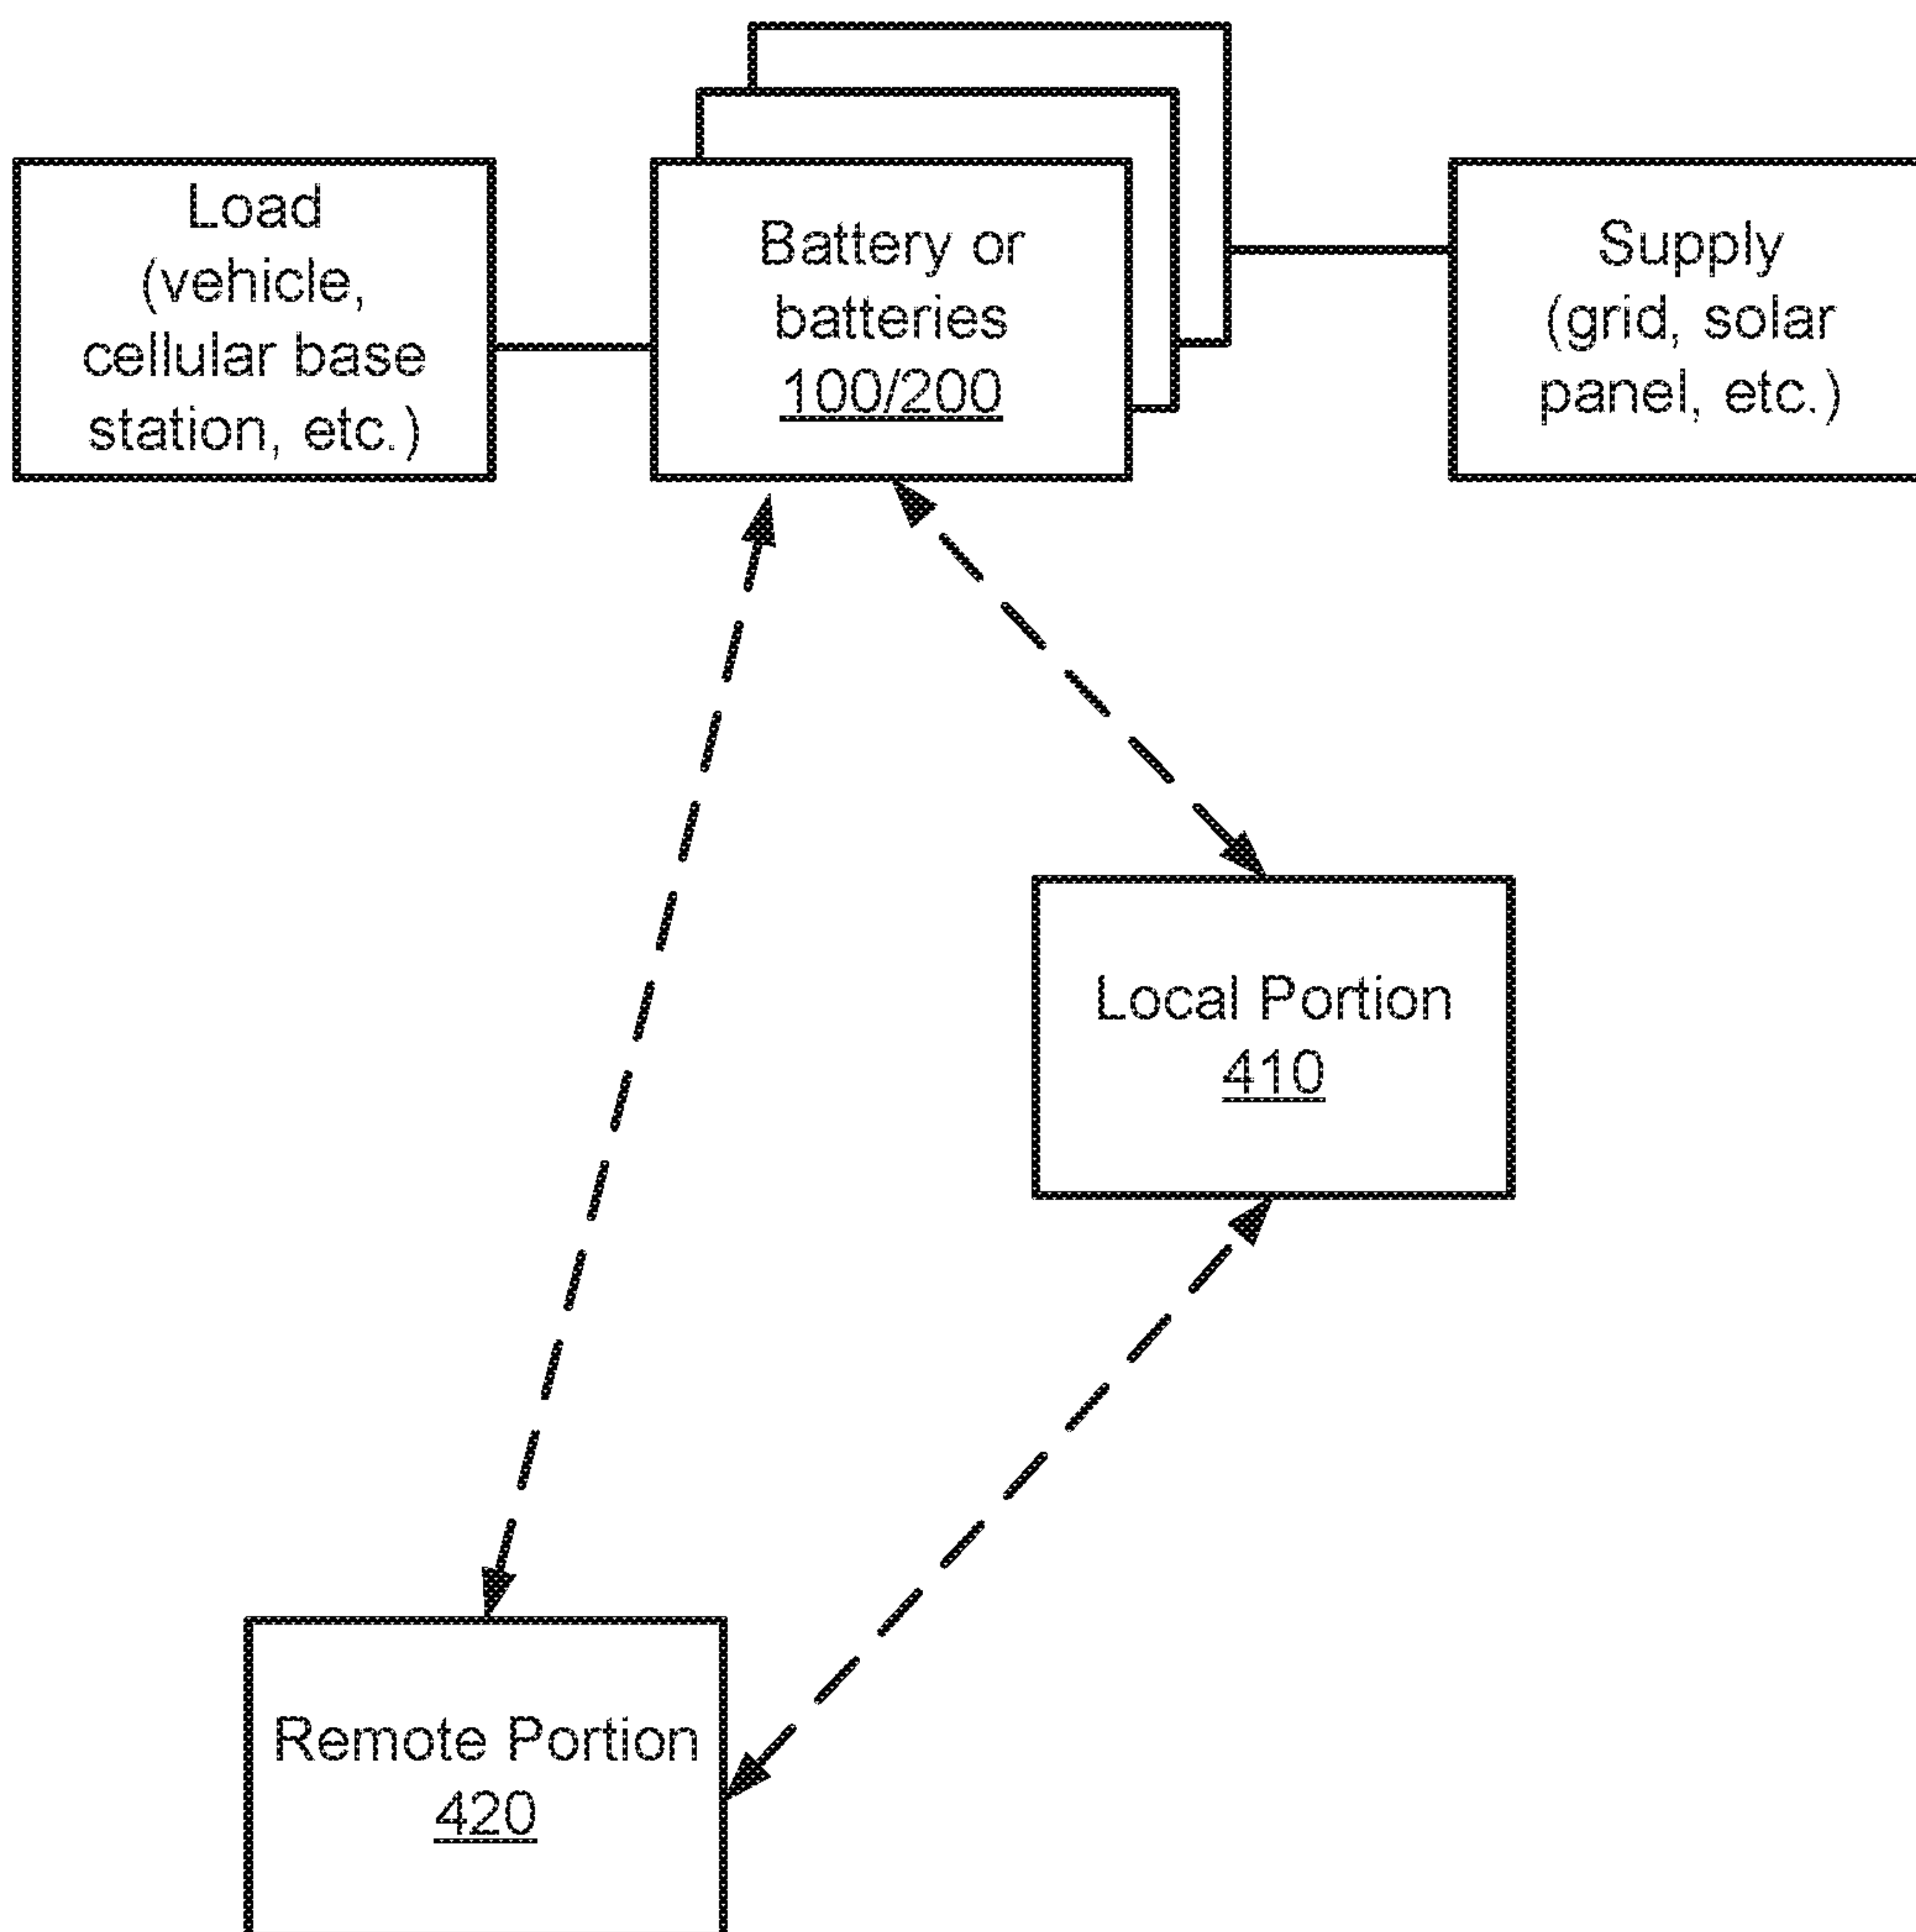 Load
(vehicle,
cellular base
station, etc.)
Battery or
batteries
100/200
Supply
(grid, solar
panel, etc.)
Local Portion
410
Remote Portion
420